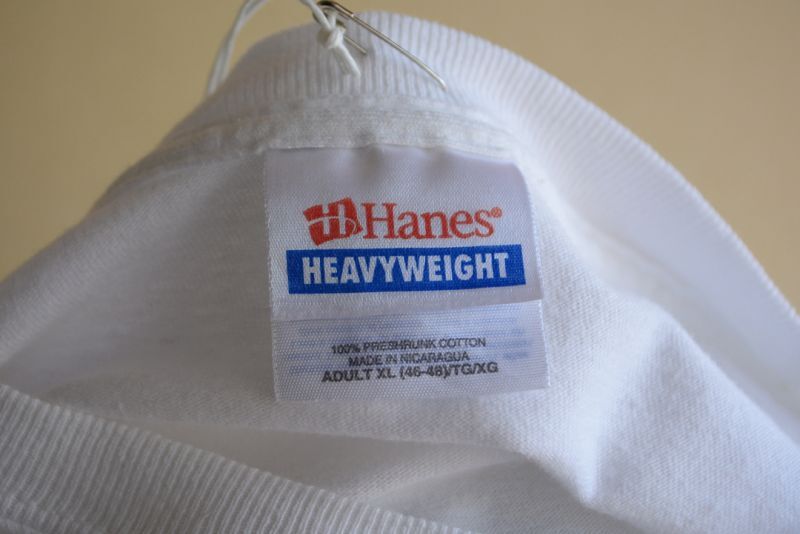 Hanes®
HEAVYWEIGHT
100% PRESHRUNK COTTON
MADE IN NICARAGUA
ADULT XL (46-48)/TG/XG